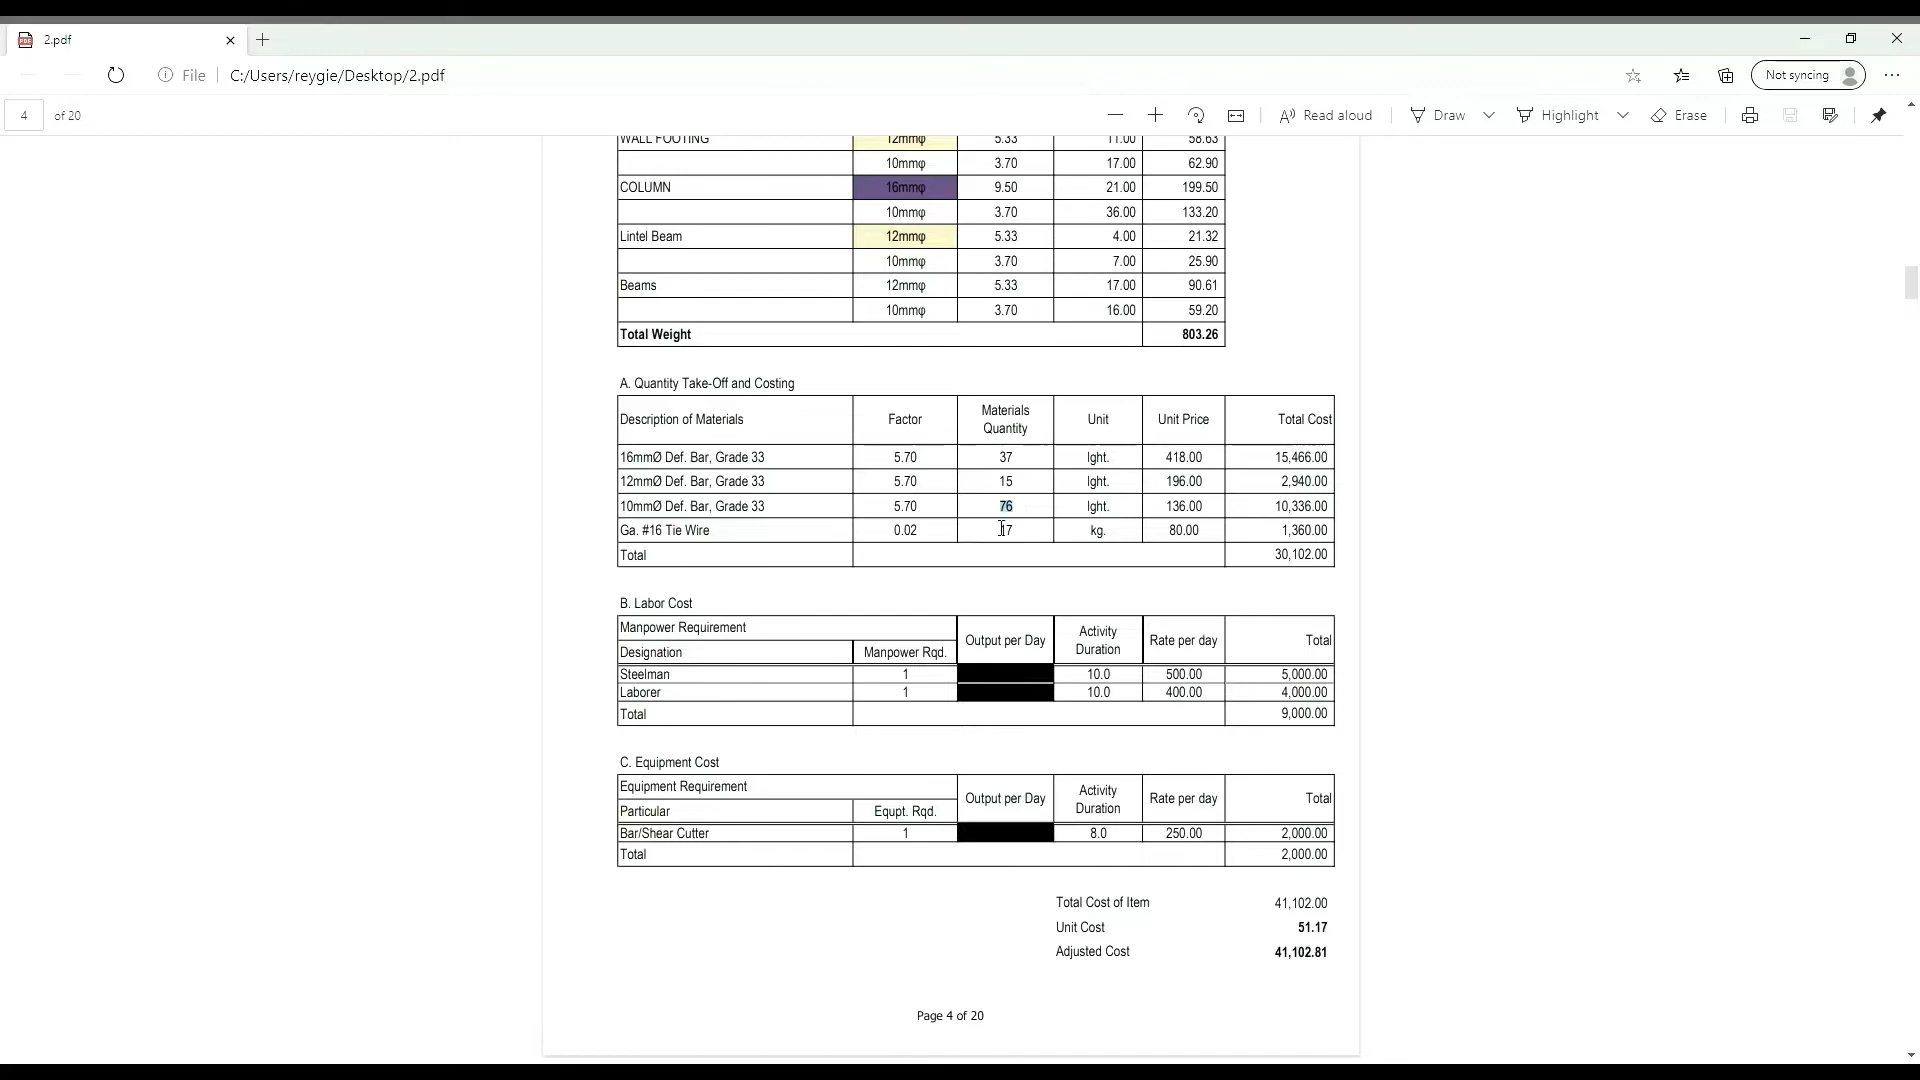 2.pdf
File C:/Users/reygie/Desktop/2.pdf Not syncing
4 of 20 Read aloud Draw Highlight Erase
WALL FOOTING 12mmφ 5.33 11.00 58.63
10mmφ 3.70 17.00 62.90
COLUMN 16mmφ 9.50 21.00 199.50
10mmφ 3.70 36.00 133.20
Lintel Beam 12mmφ 5.33 4.00 21.32
10mmφ 3.70 7.00 25.90
Beams 12mmφ 5.33 17.00 90.61
10mmφ 3.70 16.00 59.20
Total Weight 803.26
A. Quantity Take-Off and Costing
Description of Materials Factor Materials Quantity Unit Unit Price Total Cost
16mmØ Def. Bar, Grade 33 5.70 37 lght. 418.00 15,466.00
12mmØ Def. Bar, Grade 33 5.70 15 lght. 196.00 2,940.00
10mmØ Def. Bar, Grade 33 5.70 76 lght. 136.00 10,336.00
Ga. #16 Tie Wire 0.02 17 kg. 80.00 1,360.00
Total 30,102.00
B. Labor Cost
Manpower Requirement Output per Day Activity Duration Rate per day Total
Designation Manpower Rqd.
Steelman 1 10.0 500.00 5,000.00
Laborer 1 10.0 400.00 4,000.00
Total 9,000.00
C. Equipment Cost
Equipment Requirement Output per Day Activity Duration Rate per day Total
Particular Equpt. Rqd.
Bar/Shear Cutter 1 8.0 250.00 2,000.00
Total 2,000.00
Total Cost of Item 41,102.00
Unit Cost 51.17
Adjusted Cost 41,102.81
Page 4 of 20